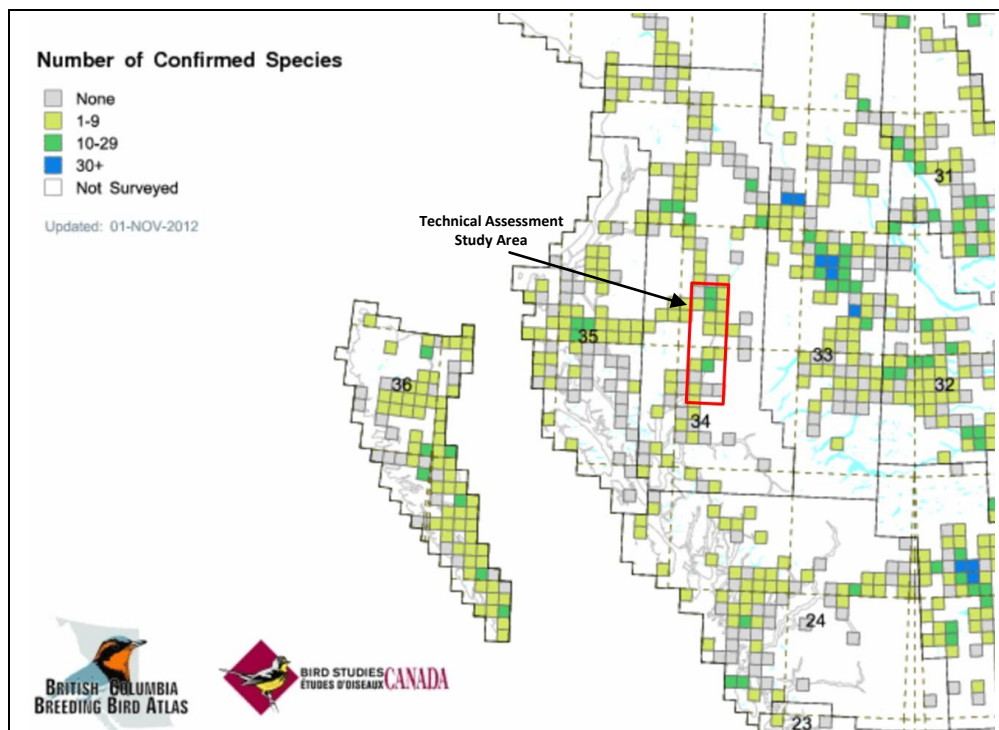 Number of Confirmed Species
None
1-9
10-29
30+
Not Surveyed
Updated: 01-NOV-2012
Technical Assessment
Study Area
31
35
33
32
36
34
24
23
BRITISH COLUMBIA
BREEDING BIRD ATLAS
BIRD STUDIES
ÉTUDES D'OISEAUX CANADA